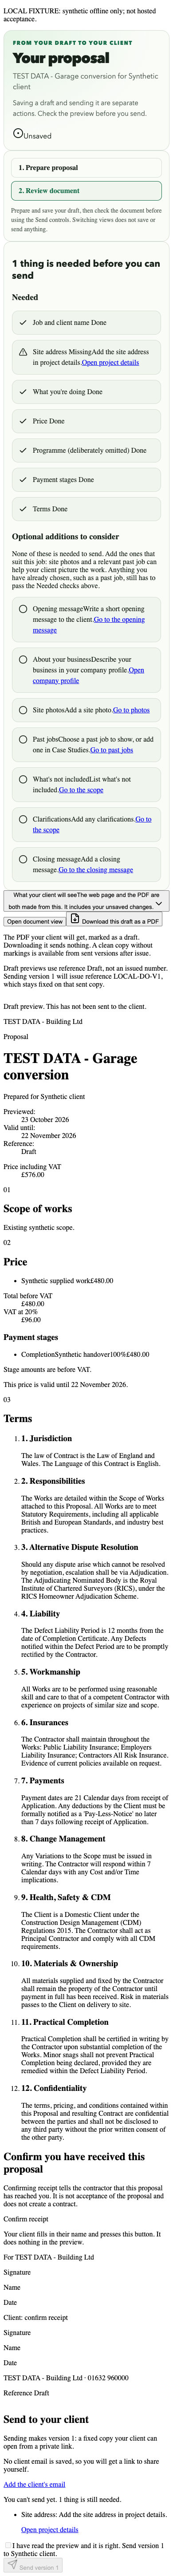 LOCAL FIXTURE: synthetic offline only; not hosted
acceptance.
FROM YOUR DRAFT TO YOUR CLIENT
Your proposal
TEST DATA - Garage conversion for Synthetic
client
Saving a draft and sending it are separate
actions. Check the preview before you send.
Unsaved
1. Prepare proposal
2. Review document
Prepare and save your draft, then check the document before
using the Send controls. Switching views does not save or
send anything.
1 thing is needed before you can
send
Needed
Job and client name Done
Site address MissingAdd the site address
in project details.Open project details
What you're doing Done
Price Done
Programme (deliberately omitted) Done
Payment stages Done
Terms Done
Optional additions to consider
None of these is needed to send. Add the ones that
suit this job: site photos and a relevant past job can
help your client picture the work. Anything you
have already chosen, such as a past job, still has to
pass the Needed checks above.
Opening messageWrite a short opening
message to the client.Go to the opening
message
About your businessDescribe your
business in your company profile.Open
company profile
Site photosAdd a site photo.Go to photos
Past jobsChoose a past job to show, or add
one in Case Studies.Go to past jobs
What's not includedList what's not
included.Go to the scope
ClarificationsAdd any clarifications.Go to
the scope
Closing messageAdd a closing
message.Go to the closing message
What your client will seeThe web page and the PDF are
both made from this. It includes your unsaved changes.
Open document view
Download this draft as a PDF
The PDF your client will get, marked as a draft.
Downloading it sends nothing. A clean copy without
markings is available from sent versions after issue.
Draft previews use reference Draft, not an issued number.
Sending version 1 will issue reference LOCAL-DO-V1,
which stays fixed on that sent copy.
Draft preview. This has not been sent to the client.
TEST DATA - Building Ltd
Proposal
TEST DATA - Garage
conversion
Prepared for Synthetic client
Previewed:
23 October 2026
Valid until:
22 November 2026
Reference:
Draft
Price including VAT
£576.00
01
Scope of works
Existing synthetic scope.
02
Price
Synthetic supplied work£480.00
Total before VAT
£480.00
VAT at 20%
£96.00
Payment stages
CompletionSynthetic handover100%£480.00
Stage amounts are before VAT.
This price is valid until 22 November 2026.
03
Terms
1. 1. Jurisdiction
The law of Contract is the Law of England and
Wales. The Language of this Contract is English.
2. 2. Responsibilities
The Works are detailed within the Scope of Works
attached to this Proposal. All Works are to meet
Statutory Requirements, including all applicable
British and European Standards, and industry best
practices.
3. 3. Alternative Dispute Resolution
Should any dispute arise which cannot be resolved
by negotiation, escalation shall be via Adjudication.
The Adjudicating Nominated Body is the Royal
Institute of Chartered Surveyors (RICS), under the
RICS Homeowner Adjudication Scheme.
4. 4. Liability
The Defect Liability Period is 12 months from the
date of Completion Certificate. Any Defects
notified within the Defect Period are to be promptly
rectified by the Contractor.
5. 5. Workmanship
All Works are to be performed using reasonable
skill and care to that of a competent Contractor with
experience on projects of similar size and scope.
6. 6. Insurances
The Contractor shall maintain throughout the
Works: Public Liability Insurance; Employers
Liability Insurance; Contractors All Risk Insurance.
Evidence of current policies available on request.
7. 7. Payments
Payment dates are 21 Calendar days from receipt of
Application. Any deductions by the Client must be
formally notified as a 'Pay-Less-Notice' no later
than 7 days following receipt of Application.
8. 8. Change Management
Any Variations to the Scope must be issued in
writing. The Contractor will respond within 7
Calendar days with any Cost and/or Time
implications.
9. 9. Health, Safety & CDM
The Client is a Domestic Client under the
Construction Design Management (CDM)
Regulations 2015. The Contractor shall act as
Principal Contractor and comply with all CDM
requirements.
10. 10. Materials & Ownership
All materials supplied and fixed by the Contractor
shall remain the property of the Contractor until
payment in full has been received. Risk in materials
passes to the Client on delivery to site.
11. 11. Practical Completion
Practical Completion shall be certified in writing by
the Contractor upon substantial completion of the
Works. Minor snags shall not prevent Practical
Completion being declared, provided they are
remedied within the Defect Liability Period.
12. 12. Confidentiality
The terms, pricing, and conditions contained within
this Proposal and resulting Contract are confidential
between the parties and shall not be disclosed to
any third party without the prior written consent of
the other party.
Confirm you have received this
proposal
Confirming receipt tells the contractor that this proposal
has reached you. It is not acceptance of the proposal and
does not create a contract.
Confirm receipt
Your client fills in their name and presses this button. It
does nothing in the preview.
For TEST DATA - Building Ltd
Signature
Name
Date
Client: confirm receipt
Signature
Name
Date
TEST DATA - Building Ltd · 01632 960000
Reference Draft
Send to your client
Sending makes version 1: a fixed copy your client can
open from a private link.
No client email is saved, so you will get a link to share
yourself.
Add the client's email
You can't send yet. 1 thing is still needed.
Site address: Add the site address in project details.
Open project details
I have read the preview and it is right. Send version 1
to Synthetic client.
Send version 1